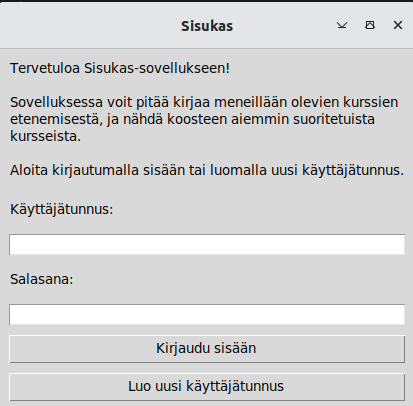 Sisukas
Tervetuloa Sisukas-sovellukseen!
Sovelluksessa voit pitää kirjaa meneillään olevien kurssien
etenemisestä, ja nähdä koosteen aiemmin suoritetuista
kursseista.
Aloita kirjautumalla sisään tai luomalla uusi käyttäjätunnus.
Käyttäjätunnus:
Salasana:
Kirjaudu sisään
Luo uusi käyttäjätunnus